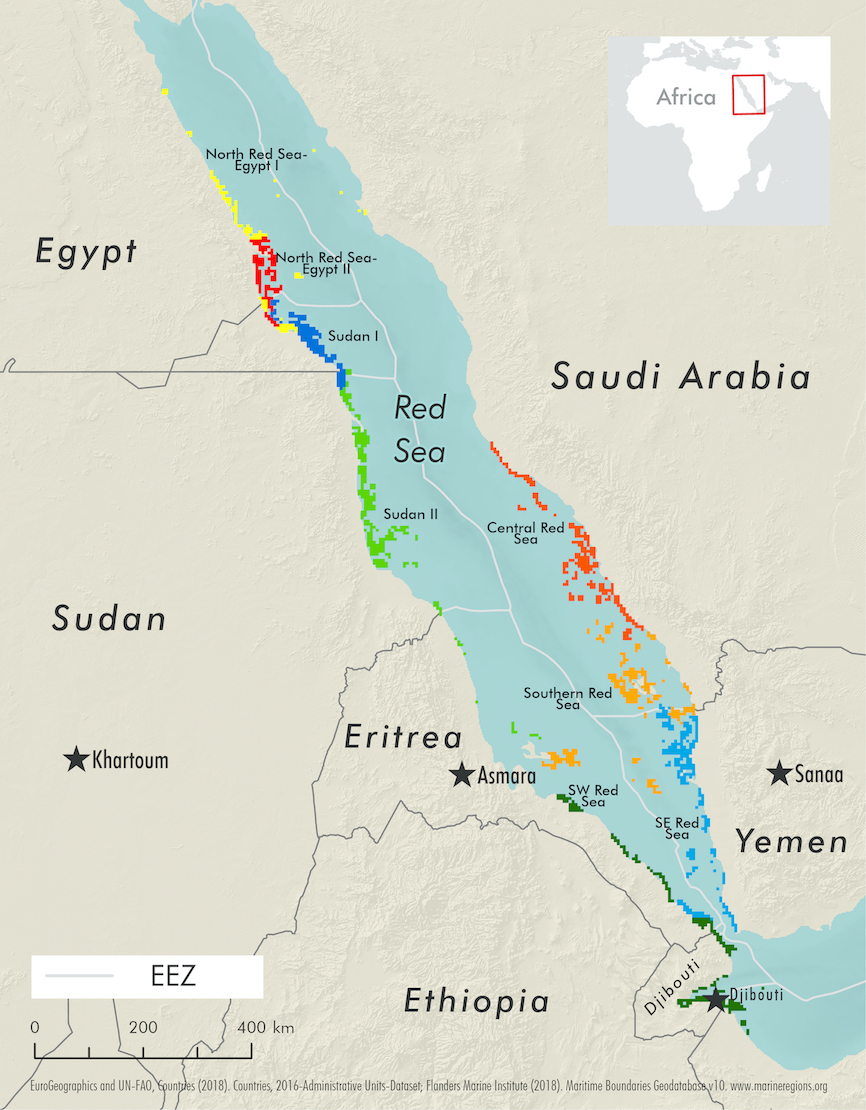 Africa
North Red Sea-
Egypt I
Egypt
North Red Sea-
Egypt II
Sudan I
Saudi Arabia
Red
Sea
Sudan II
Central Red
Sea
Sudan
Southern Red
Sea
Eritrea
Khartoum
Asmara
Sanaa
SW Red
Sea
SE Red
Sea
Yemen
EEZ
Djibouti
Djibouti
Ethiopia
0 200 400 km
EuroGeographics and UN-FAO, Countries (2018). Countries, 2016-Administrative Units-Dataset; Flanders Marine Institute (2018). Maritime Boundaries Geodatabase v10. www.marineregions.org